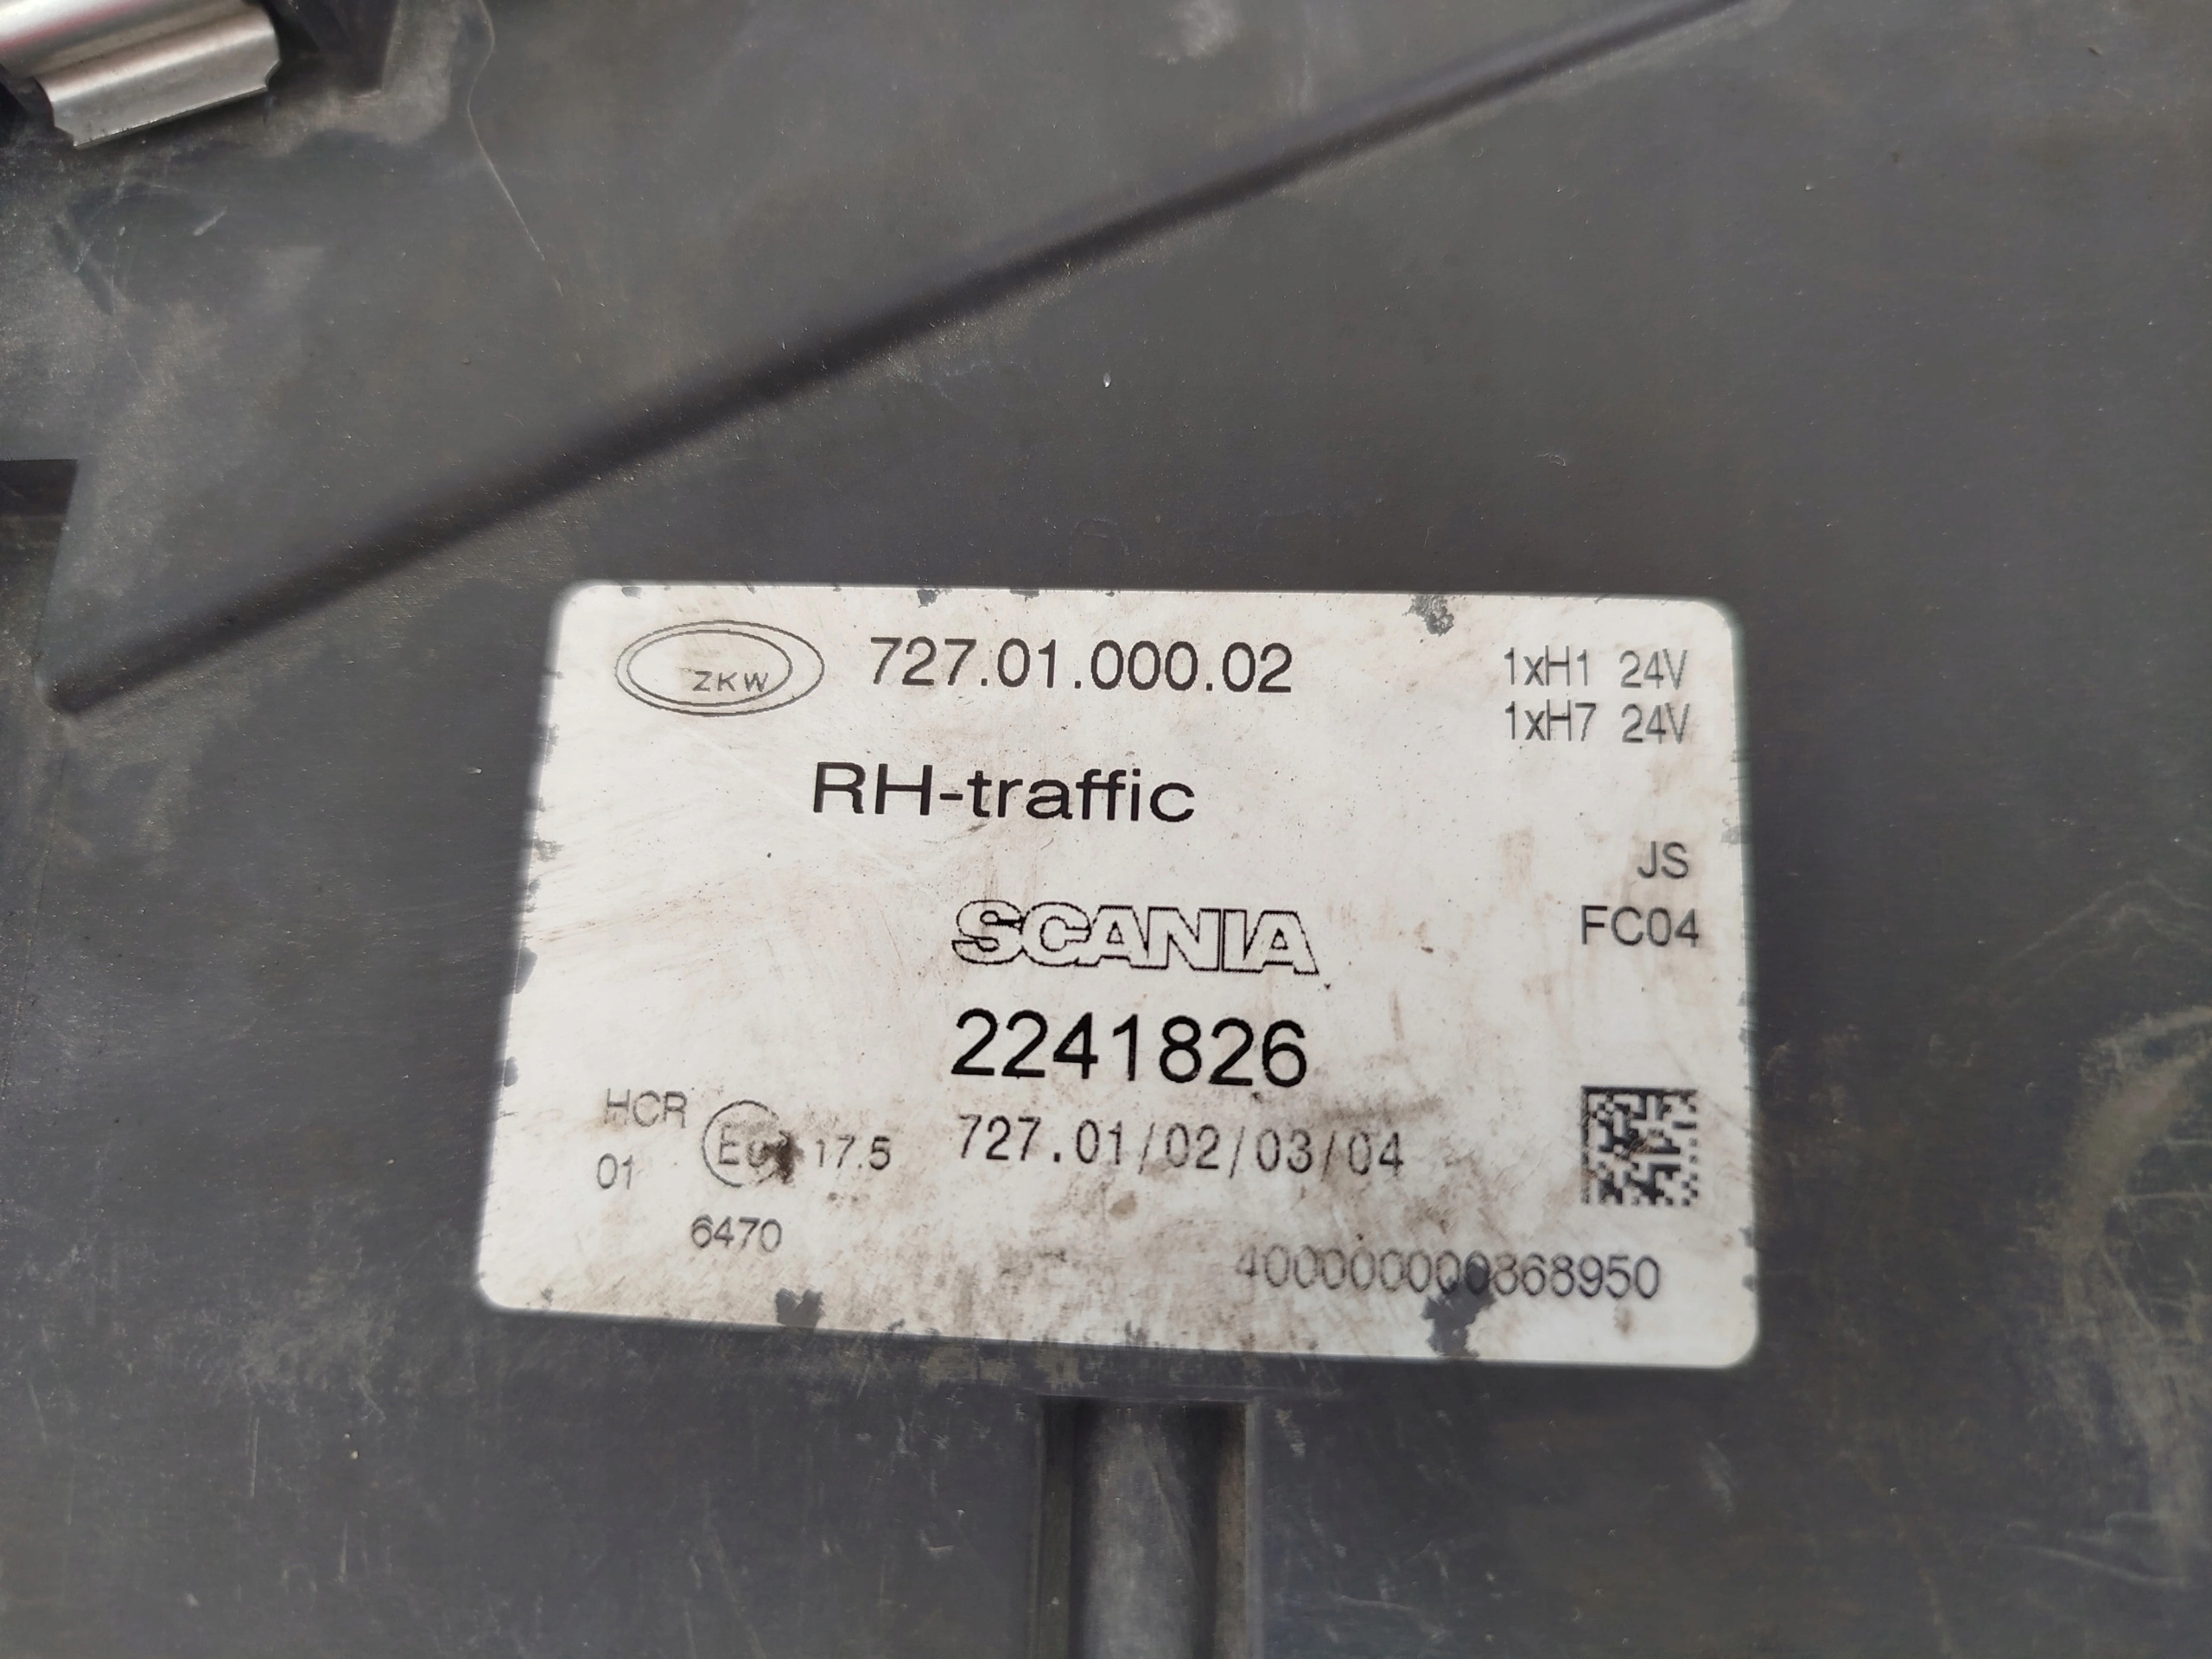 ZKW 727.01.000.02 1xH1 24V
1xH7 24V
RH-traffic
JS
SCANIA FC04
2241826
HCR
01 17.5 727.01/02/03/04
6470
400000000868950